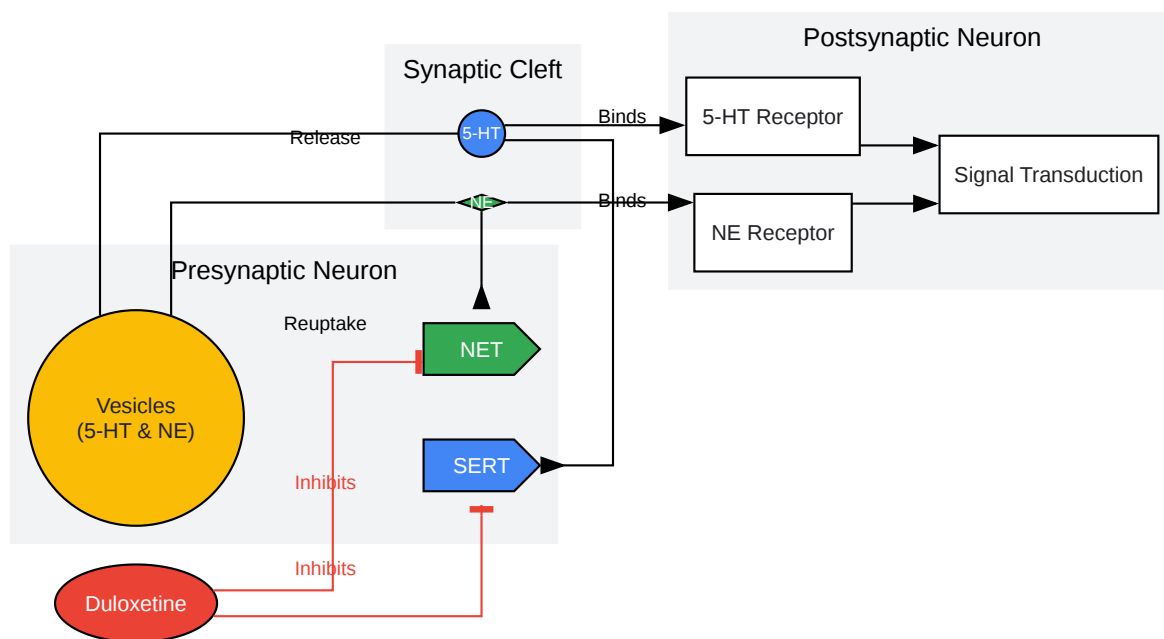 Postsynaptic Neuron
Synaptic Cleft
5-HT
Binds
5-HT Receptor
Release
Signal Transduction
NE
Binds
NE Receptor
Presynaptic Neuron
Reuptake
NET
Vesicles
(5-HT & NE)
SERT
Inhibits
Inhibits
Duloxetine